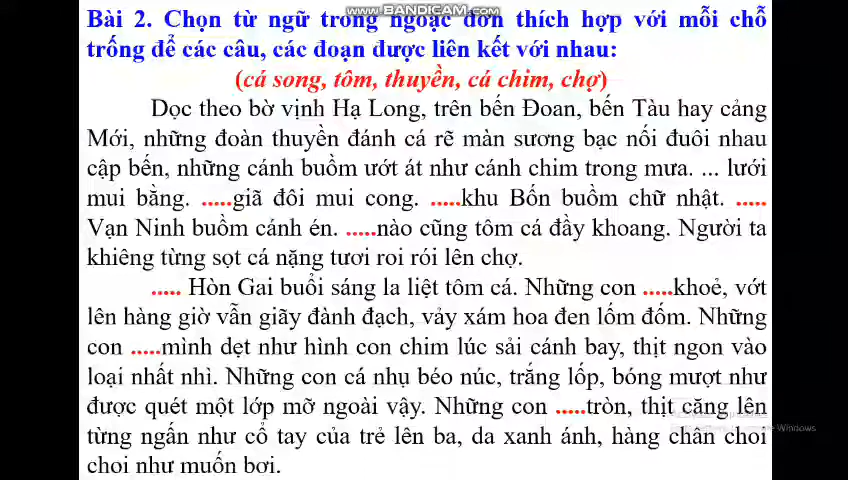 WWW.BANDICAM.COM
Bài 2. Chọn từ ngữ trong ngoặc đơn thích hợp với mỗi chỗ
trống để các câu, các đoạn được liên kết với nhau:
(cá song, tôm, thuyền, cá chim, chợ)
Dọc theo bờ vịnh Hạ Long, trên bến Đoan, bến Tàu hay cảng
Mới, những đoàn thuyền đánh cá rẽ màn sương bạc nối đuôi nhau
cập bến, những cánh buồm ướt át như cánh chim trong mưa. ... lưới
mui bằng. .....giã đôi mui cong. .....khu Bốn buồm chữ nhật. .....
Vạn Ninh buồm cánh én. .....nào cũng tôm cá đầy khoang. Người ta
khiêng từng sọt cá nặng tươi roi rói lên chợ.
..... Hòn Gai buổi sáng la liệt tôm cá. Những con .....khoẻ, vớt
lên hàng giờ vẫn giãy đành đạch, vảy xám hoa đen lốm đốm. Những
con .....mình dẹt như hình con chim lúc sải cánh bay, thịt ngon vào
loại nhất nhì. Những con cá nhụ béo núc, trắng lốp, bóng mượt như
được quét một lớp mỡ ngoài vậy. Những con .....tròn, thịt căng lên
từng ngấn như cổ tay của trẻ lên ba, da xanh ánh, hàng chân choi
choi như muốn bơi.
Windows